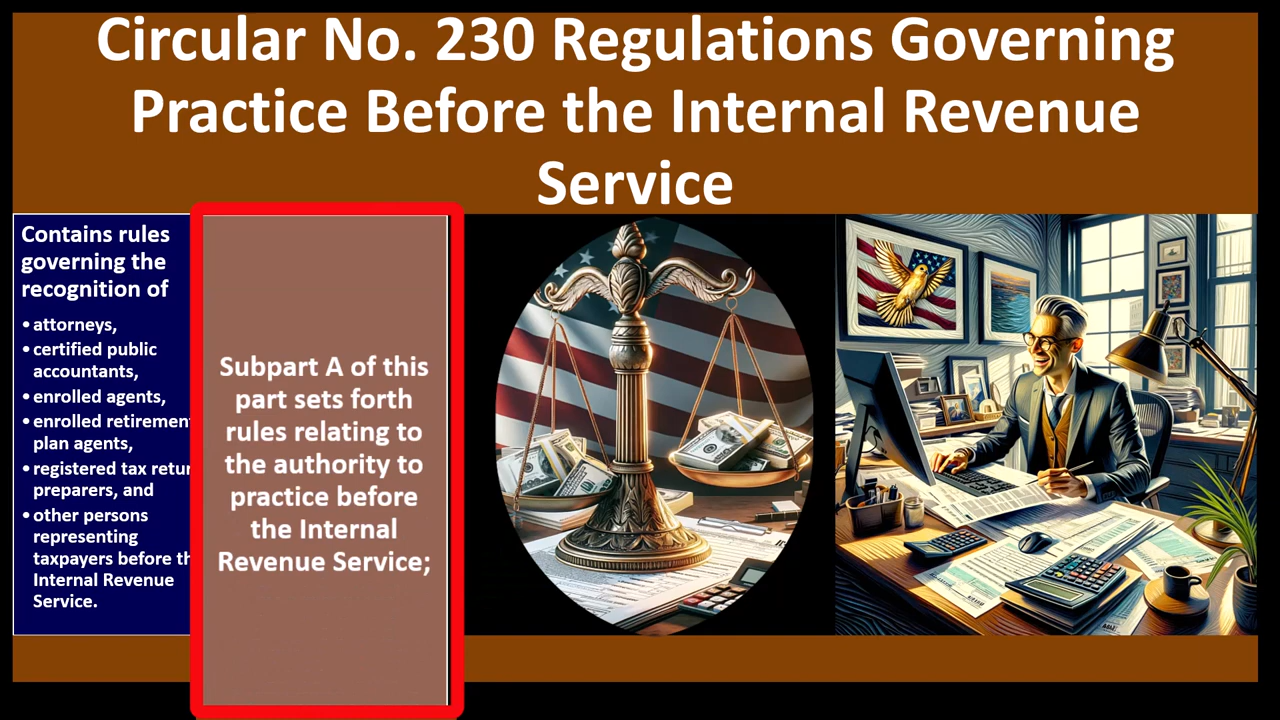 Circular No. 230 Regulations Governing
Practice Before the Internal Revenue
Service
Contains rules
governing the
recognition of
• attorneys,
• certified public
accountants,
• enrolled agents,
• enrolled retiremen
plan agents,
• registered tax retur
preparers, and
• other persons
representing
taxpayers before th
Internal Revenue
Service.
Subpart A of this
part sets forth
rules relating to
the authority to
practice before
the Internal
Revenue Service;